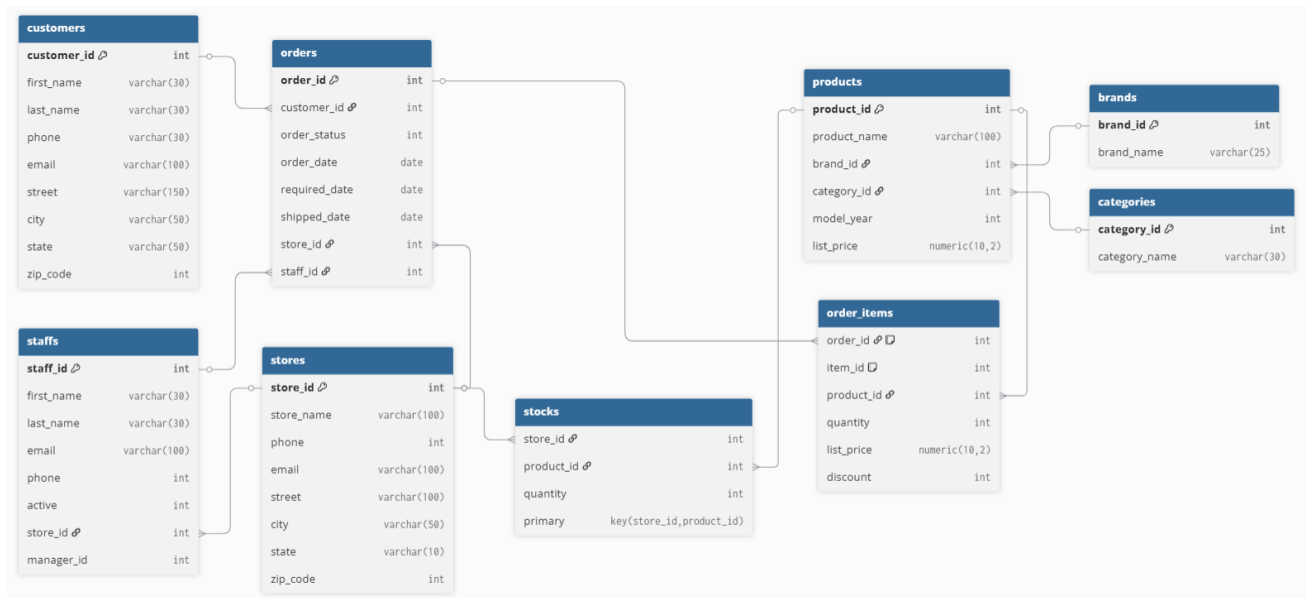 customers
customer_id int
first_name varchar(30)
last_name varchar(30)
phone varchar(30)
email varchar(100)
street varchar(150)
city varchar(50)
state varchar(50)
zip_code int
orders
order_id int
customer_id int
order_status int
order_date date
required_date date
shipped_date date
store_id int
staff_id int
products
product_id int
product_name varchar(100)
brand_id int
category_id int
model_year int
list_price numeric(10,2)
brands
brand_id int
brand_name varchar(25)
categories
category_id int
category_name varchar(30)
staffs
staff_id int
first_name varchar(30)
last_name varchar(30)
email varchar(100)
phone int
active int
store_id int
manager_id int
stores
store_id int
store_name varchar(100)
phone int
email varchar(100)
street varchar(100)
city varchar(50)
state varchar(10)
zip_code int
stocks
store_id int
product_id int
quantity int
primary key(store_id,product_id)
order_items
order_id int
item_id int
product_id int
quantity int
list_price numeric(10,2)
discount int